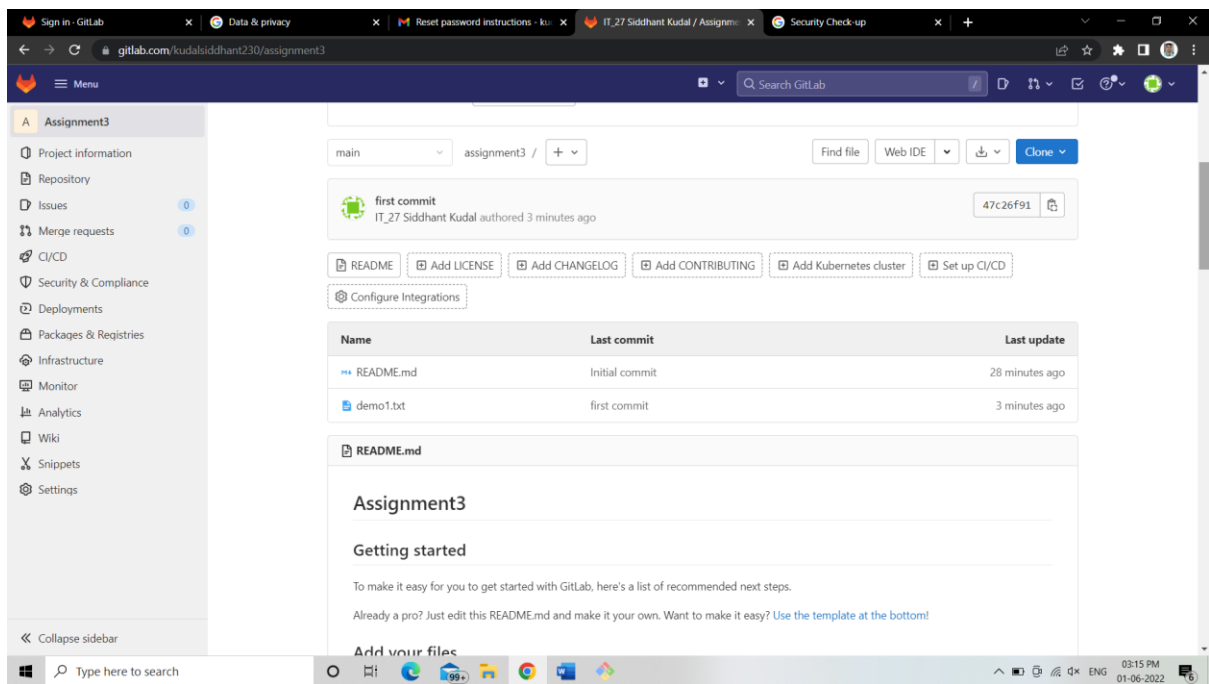 Sign in · GitLab
Data & privacy
Reset password instructions - ku
IT_27 Siddhant Kudal / Assignme
Security Check-up
gitlab.com/kudalsiddhant230/assignment3
Menu
Search GitLab
/
A Assignment3
Project information
Repository
Issues 0
Merge requests 0
CI/CD
Security & Compliance
Deployments
Packages & Registries
Infrastructure
Monitor
Analytics
Wiki
Snippets
Settings
Collapse sidebar
main assignment3 / + Find file Web IDE Clone
first commit
IT_27 Siddhant Kudal authored 3 minutes ago
47c26f91
README Add LICENSE Add CHANGELOG Add CONTRIBUTING Add Kubernetes cluster Set up CI/CD
Configure Integrations
Name Last commit Last update
README.md Initial commit 28 minutes ago
demo1.txt first commit 3 minutes ago
README.md
Assignment3
Getting started
To make it easy for you to get started with GitLab, here's a list of recommended next steps.
Already a pro? Just edit this README.md and make it your own. Want to make it easy? Use the template at the bottom!
Add your files
Type here to search
99+
ENG
03:15 PM
01-06-2022
6